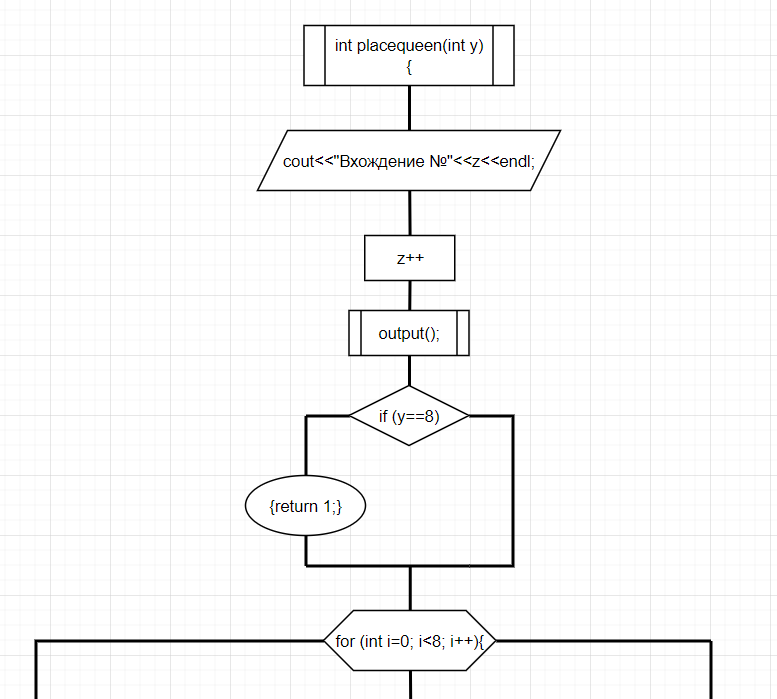 int placequeen(int y)
{
cout<<"Вхождение №"<<z<<endl;
z++
output();
if (y==8)
{return 1;}
for (int i=0; i<8; i++){